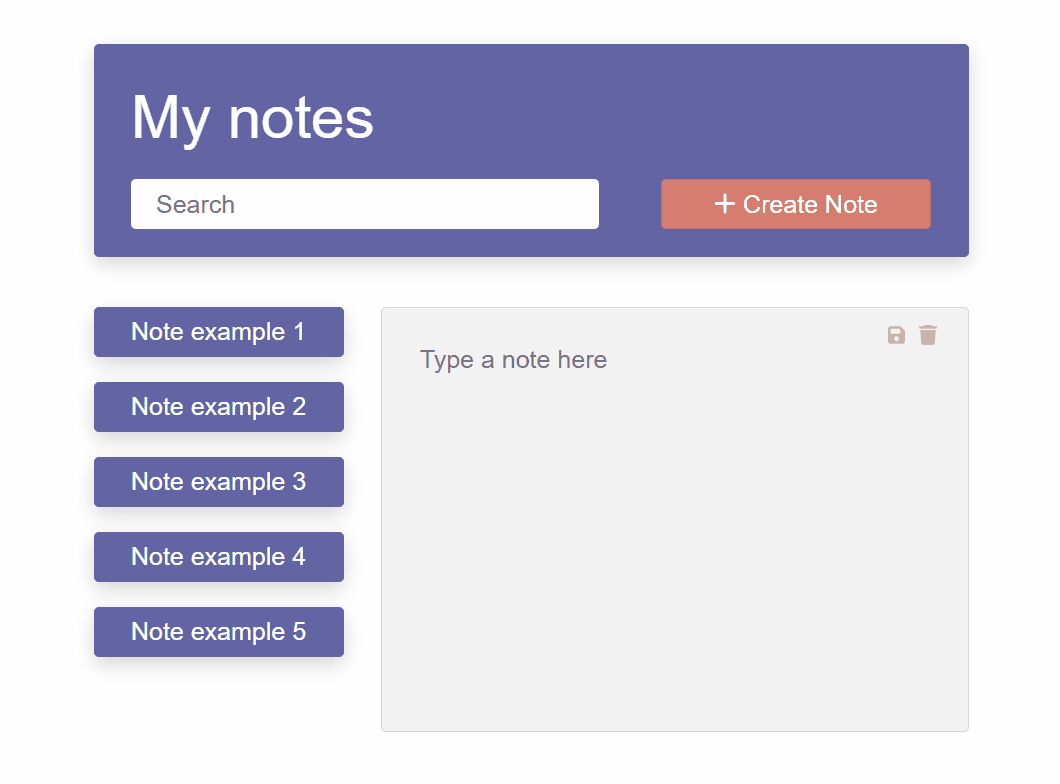 My notes
Search
Create Note
Note example 1
Note example 2
Note example 3
Note example 4
Note example 5
Type a note here